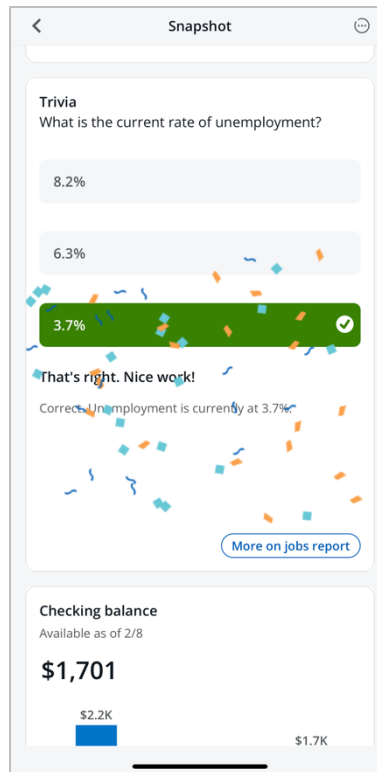 Snapshot
Trivia
What is the current rate of unemployment?
8.2%
6.3%
3.7%
That's right. Nice work!
Correct. Unemployment is currently at 3.7%.
More on jobs report
Checking balance
Available as of 2/8
$1,701
$2.2K
$1.7K